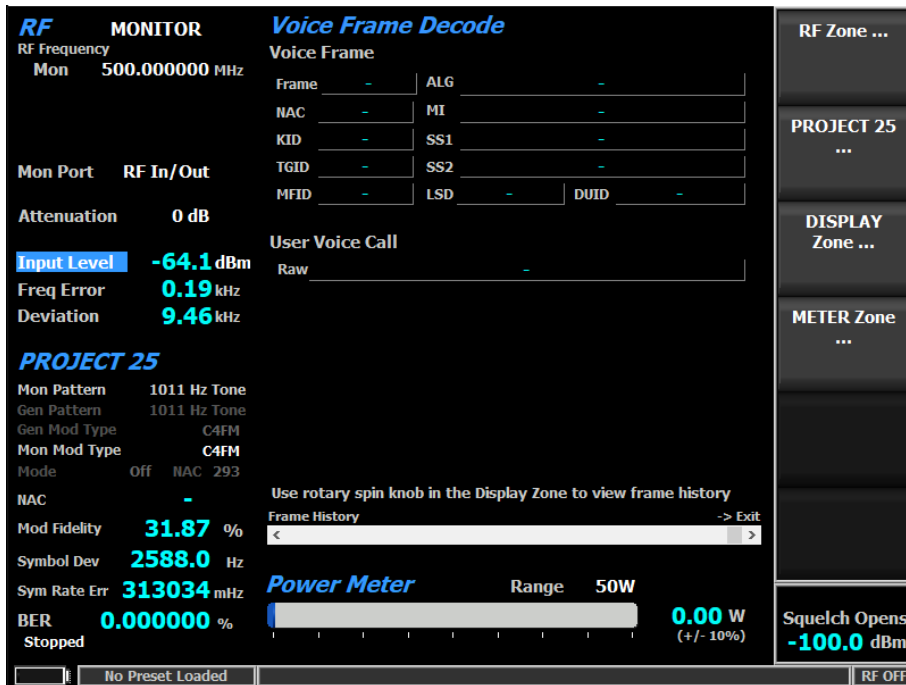 RF MONITOR
RF Frequency
Mon 500.000000 MHz
Mon Port RF In/Out
Attenuation 0 dB
Input Level -64.1 dBm
Freq Error 0.19 kHz
Deviation 9.46 kHz
PROJECT 25
Mon Pattern 1011 Hz Tone
Gen Pattern 1011 Hz Tone
Gen Mod Type C4FM
Mon Mod Type C4FM
Mode Off NAC 293
NAC -
Mod Fidelity 31.87 %
Symbol Dev 2588.0 Hz
Sym Rate Err 313034 mHz
BER 0.000000 %
Stopped
Voice Frame Decode
Voice Frame
Frame - ALG -
NAC - MI -
KID - SS1 -
TGID - SS2 -
MFID - LSD - DUID -
User Voice Call
Raw -
Use rotary spin knob in the Display Zone to view frame history
Frame History -> Exit
< >
Power Meter Range 50W
0.00 W
(+/- 10%)
RF Zone ...
PROJECT 25
...
DISPLAY
Zone ...
METER Zone
...
Squelch Opens
-100.0 dBm
No Preset Loaded
RF OFF